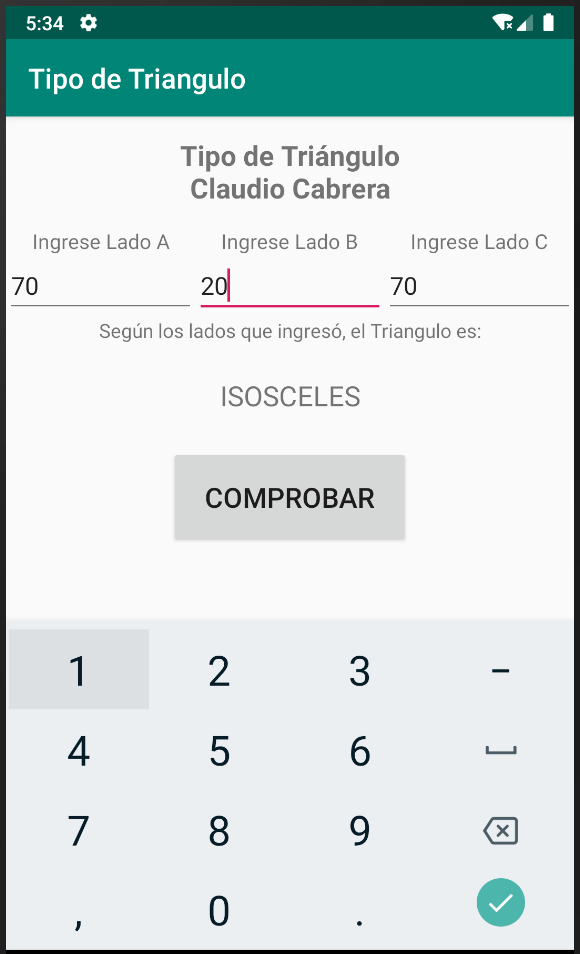 5:34
Tipo de Triangulo
Tipo de Triángulo
Claudio Cabrera
Ingrese Lado A Ingrese Lado B Ingrese Lado C
70 20 70
Según los lados que ingresó, el Triangulo es:
ISOSCELES
COMPROBAR
1 2 3 -
4 5 6
7 8 9
, 0 .